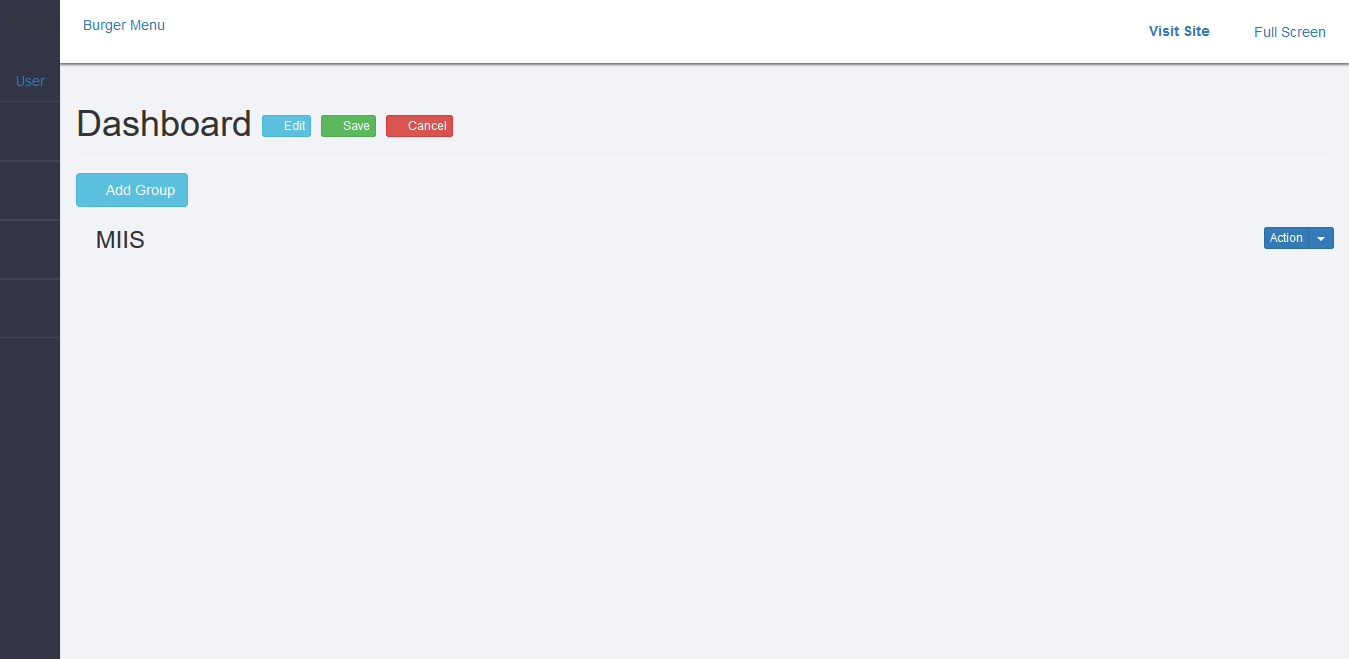 Burger Menu
Visit Site
Full Screen
User
Dashboard
Edit
Save
Cancel
Add Group
MIIS
Action